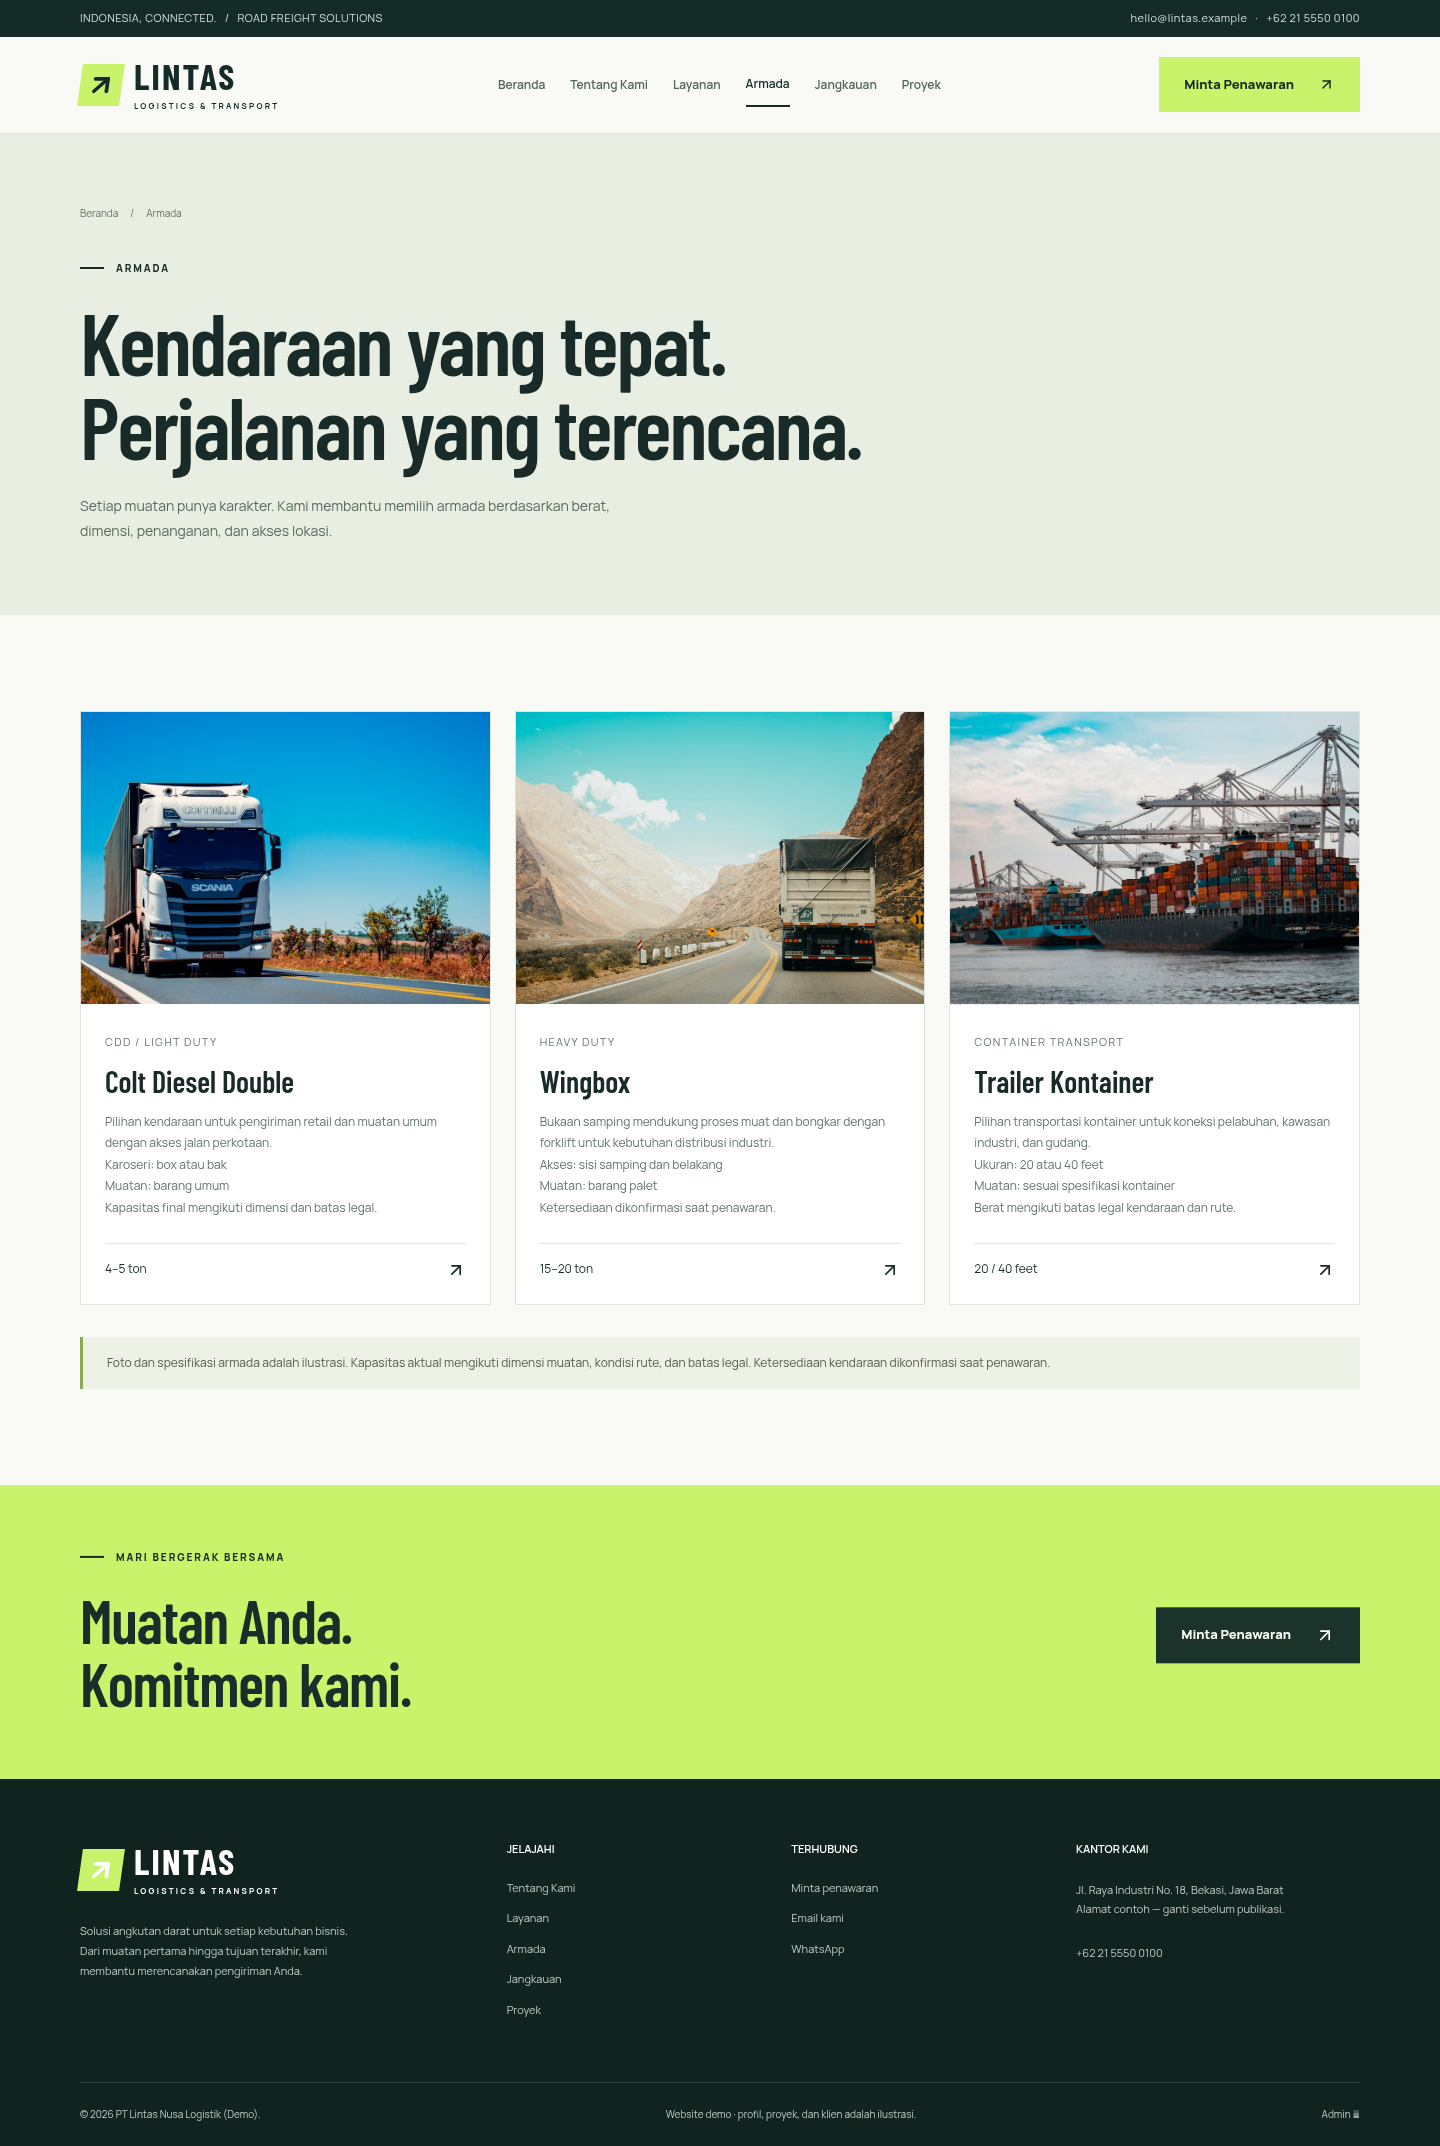 INDONESIA, CONNECTED. / ROAD FREIGHT SOLUTIONS
hello@lintas.example · +62 21 5550 0100
LINTAS
LOGISTICS & TRANSPORT
Beranda Tentang Kami Layanan Armada Jangkauan Proyek
Minta Penawaran
Beranda / Armada
ARMADA
Kendaraan yang tepat.
Perjalanan yang terencana.
Setiap muatan punya karakter. Kami membantu memilih armada berdasarkan berat,
dimensi, penanganan, dan akses lokasi.
SCANIA
CDD / LIGHT DUTY
Colt Diesel Double
Pilihan kendaraan untuk pengiriman retail dan muatan umum
dengan akses jalan perkotaan.
Karoseri: box atau bak
Muatan: barang umum
Kapasitas final mengikuti dimensi dan batas legal.
4–5 ton
HEAVY DUTY
Wingbox
Bukaan samping mendukung proses muat dan bongkar dengan
forklift untuk kebutuhan distribusi industri.
Akses: sisi samping dan belakang
Muatan: barang palet
Ketersediaan dikonfirmasi saat penawaran.
15–20 ton
CONTAINER TRANSPORT
Trailer Kontainer
Pilihan transportasi kontainer untuk koneksi pelabuhan, kawasan
industri, dan gudang.
Ukuran: 20 atau 40 feet
Muatan: sesuai spesifikasi kontainer
Berat mengikuti batas legal kendaraan dan rute.
20 / 40 feet
Foto dan spesifikasi armada adalah ilustrasi. Kapasitas aktual mengikuti dimensi muatan, kondisi rute, dan batas legal. Ketersediaan kendaraan dikonfirmasi saat penawaran.
MARI BERGERAK BERSAMA
Muatan Anda.
Komitmen kami.
Minta Penawaran
LINTAS
LOGISTICS & TRANSPORT
Solusi angkutan darat untuk setiap kebutuhan bisnis.
Dari muatan pertama hingga tujuan terakhir, kami
membantu merencanakan pengiriman Anda.
JELAJAHI
Tentang Kami
Layanan
Armada
Jangkauan
Proyek
TERHUBUNG
Minta penawaran
Email kami
WhatsApp
KANTOR KAMI
Jl. Raya Industri No. 18, Bekasi, Jawa Barat
Alamat contoh — ganti sebelum publikasi.
+62 21 5550 0100
© 2026 PT Lintas Nusa Logistik (Demo).
Website demo · profil, proyek, dan klien adalah ilustrasi.
Admin